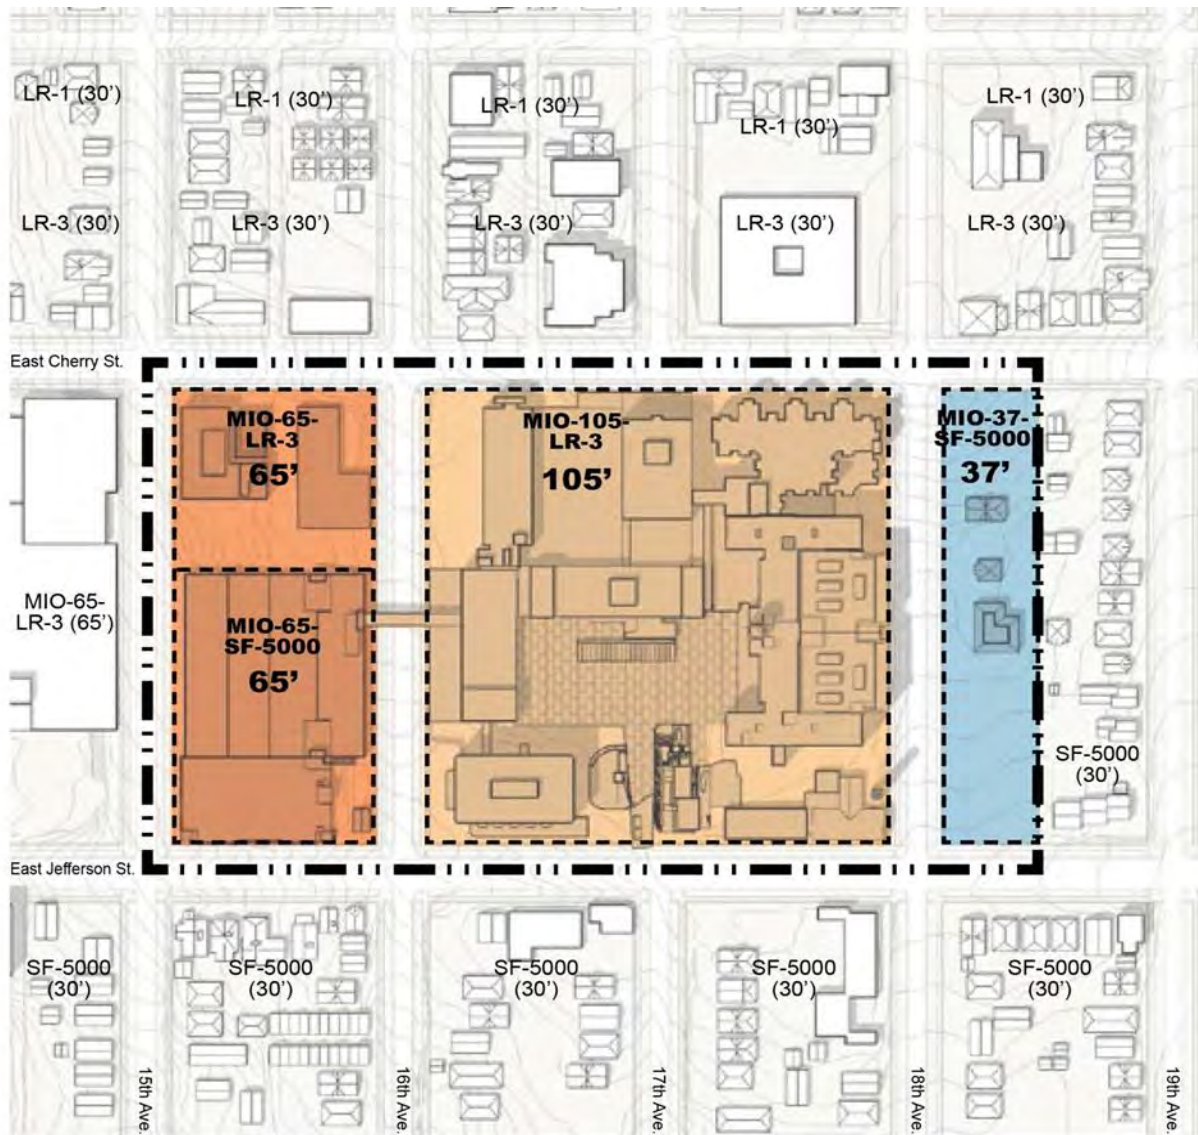 LR-1 (30')
LR-1 (30')
LR-1 (30')
LR-1 (30')
LR-1 (30')
LR-3 (30')
LR-3 (30')
LR-3 (30')
LR-3 (30')
LR-3 (30')
East Cherry St.
MIO-65-
LR-3
65'
MIO-105-
LR-3
105'
MIO-37-
SF-5000
37'
MIO-65-
LR-3 (65')
MIO-65-
SF-5000
65'
SF-5000
(30')
East Jefferson St.
SF-5000
(30')
SF-5000
(30')
SF-5000
(30')
SF-5000
(30')
SF-5000
(30')
15th Ave.
16th Ave.
17th Ave.
18th Ave.
19th Ave.